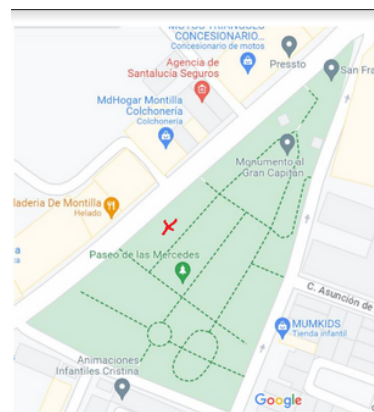 MOTOS TRIANGULO
CONCESIONARIO...
Concesionario de motos
Pressto
San Fra
Agencia de
Santalucía Seguros
MdHogar Montilla
Colchonería
Colchonería
Monumento al
Gran Capitán
laderia De Montilla
Helado
Paseo de las Mercedes
C. Asunción de
MUMKIDS
Tienda infantil
Animaciones
Infantiles Cristina
Google